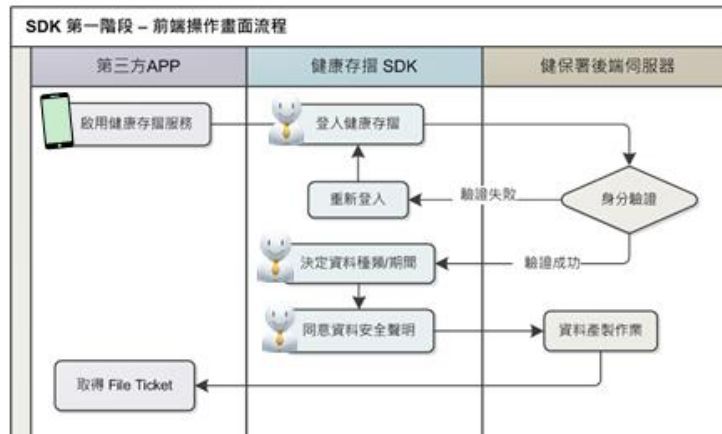 SDK 第一階段 – 前端操作畫面流程
第三方APP
健康存摺 SDK
健保署後端伺服器
啟用健康存摺服務
登入健康存摺
重新登入
驗證失敗
身分驗證
決定資料種類/期間
驗證成功
同意資料安全聲明
資料產製作業
取得 File Ticket